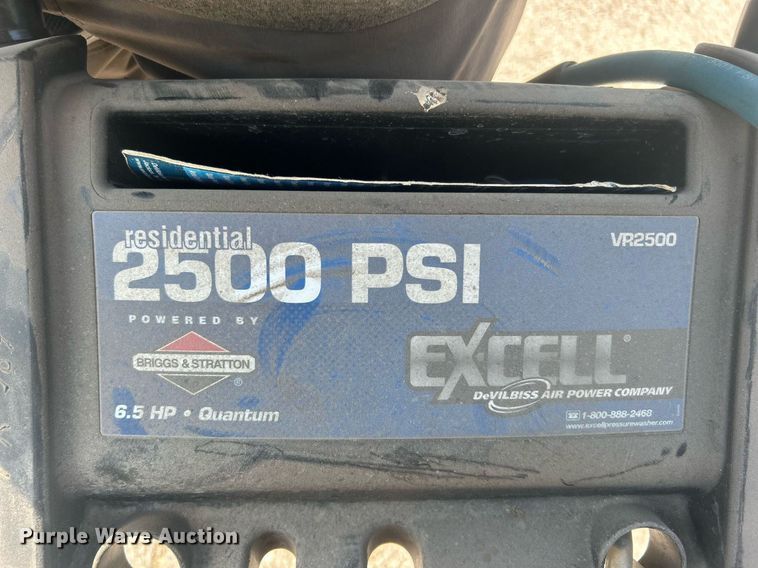 residential
2500 PSI
VR2500
POWERED BY
BRIGGS & STRATTON
®
6.5 HP • Quantum
EXCELL®
DeVILBISS AIR POWER COMPANY
1-800-888-2468
www.excellpressurewasher.com
Purple Wave Auction